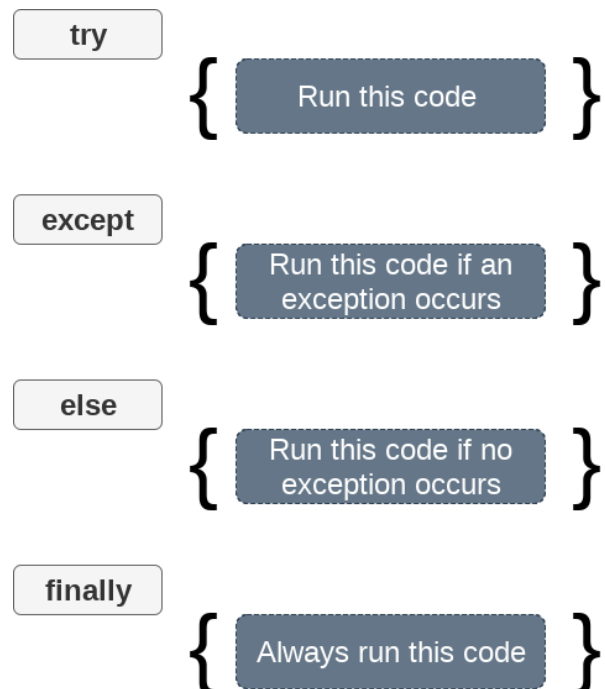 try
{ Run this code }
except
{ Run this code if an
exception occurs }
else
{ Run this code if no
exception occurs }
finally
{ Always run this code }